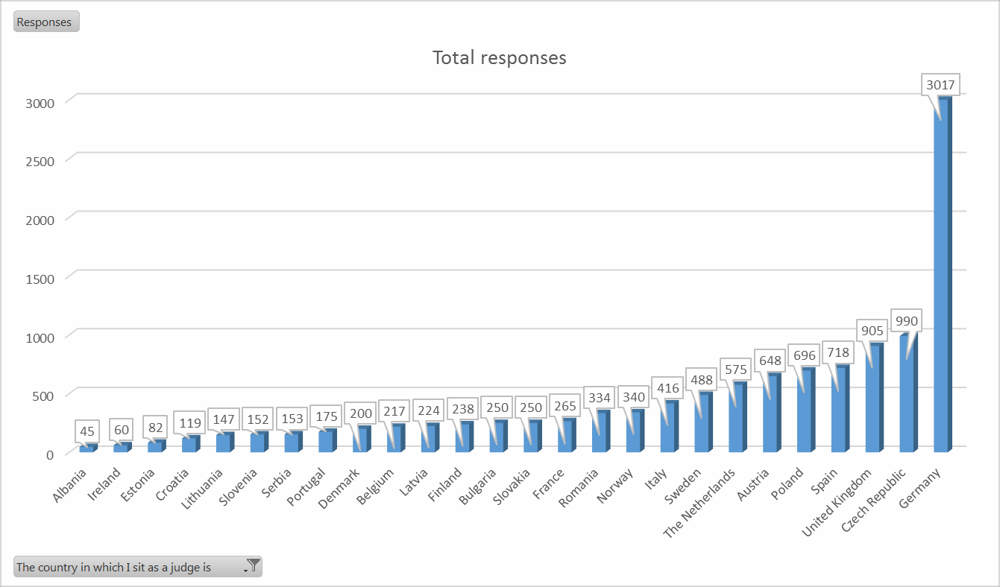 Responses
Total responses
3000
2500
2000
1500
1000
500
0
45
60
82
119
147
152
153
175
200
217
224
238
250
250
265
334
340
416
488
575
648
696
718
905
990
3017
Albania
Ireland
Estonia
Croatia
Lithuania
Slovenia
Serbia
Portugal
Denmark
Belgium
Latvia
Finland
Bulgaria
Slovakia
France
Romania
Norway
Italy
Sweden
The Netherlands
Austria
Poland
Spain
United Kingdom
Czech Republic
Germany
The country in which I sit as a judge is